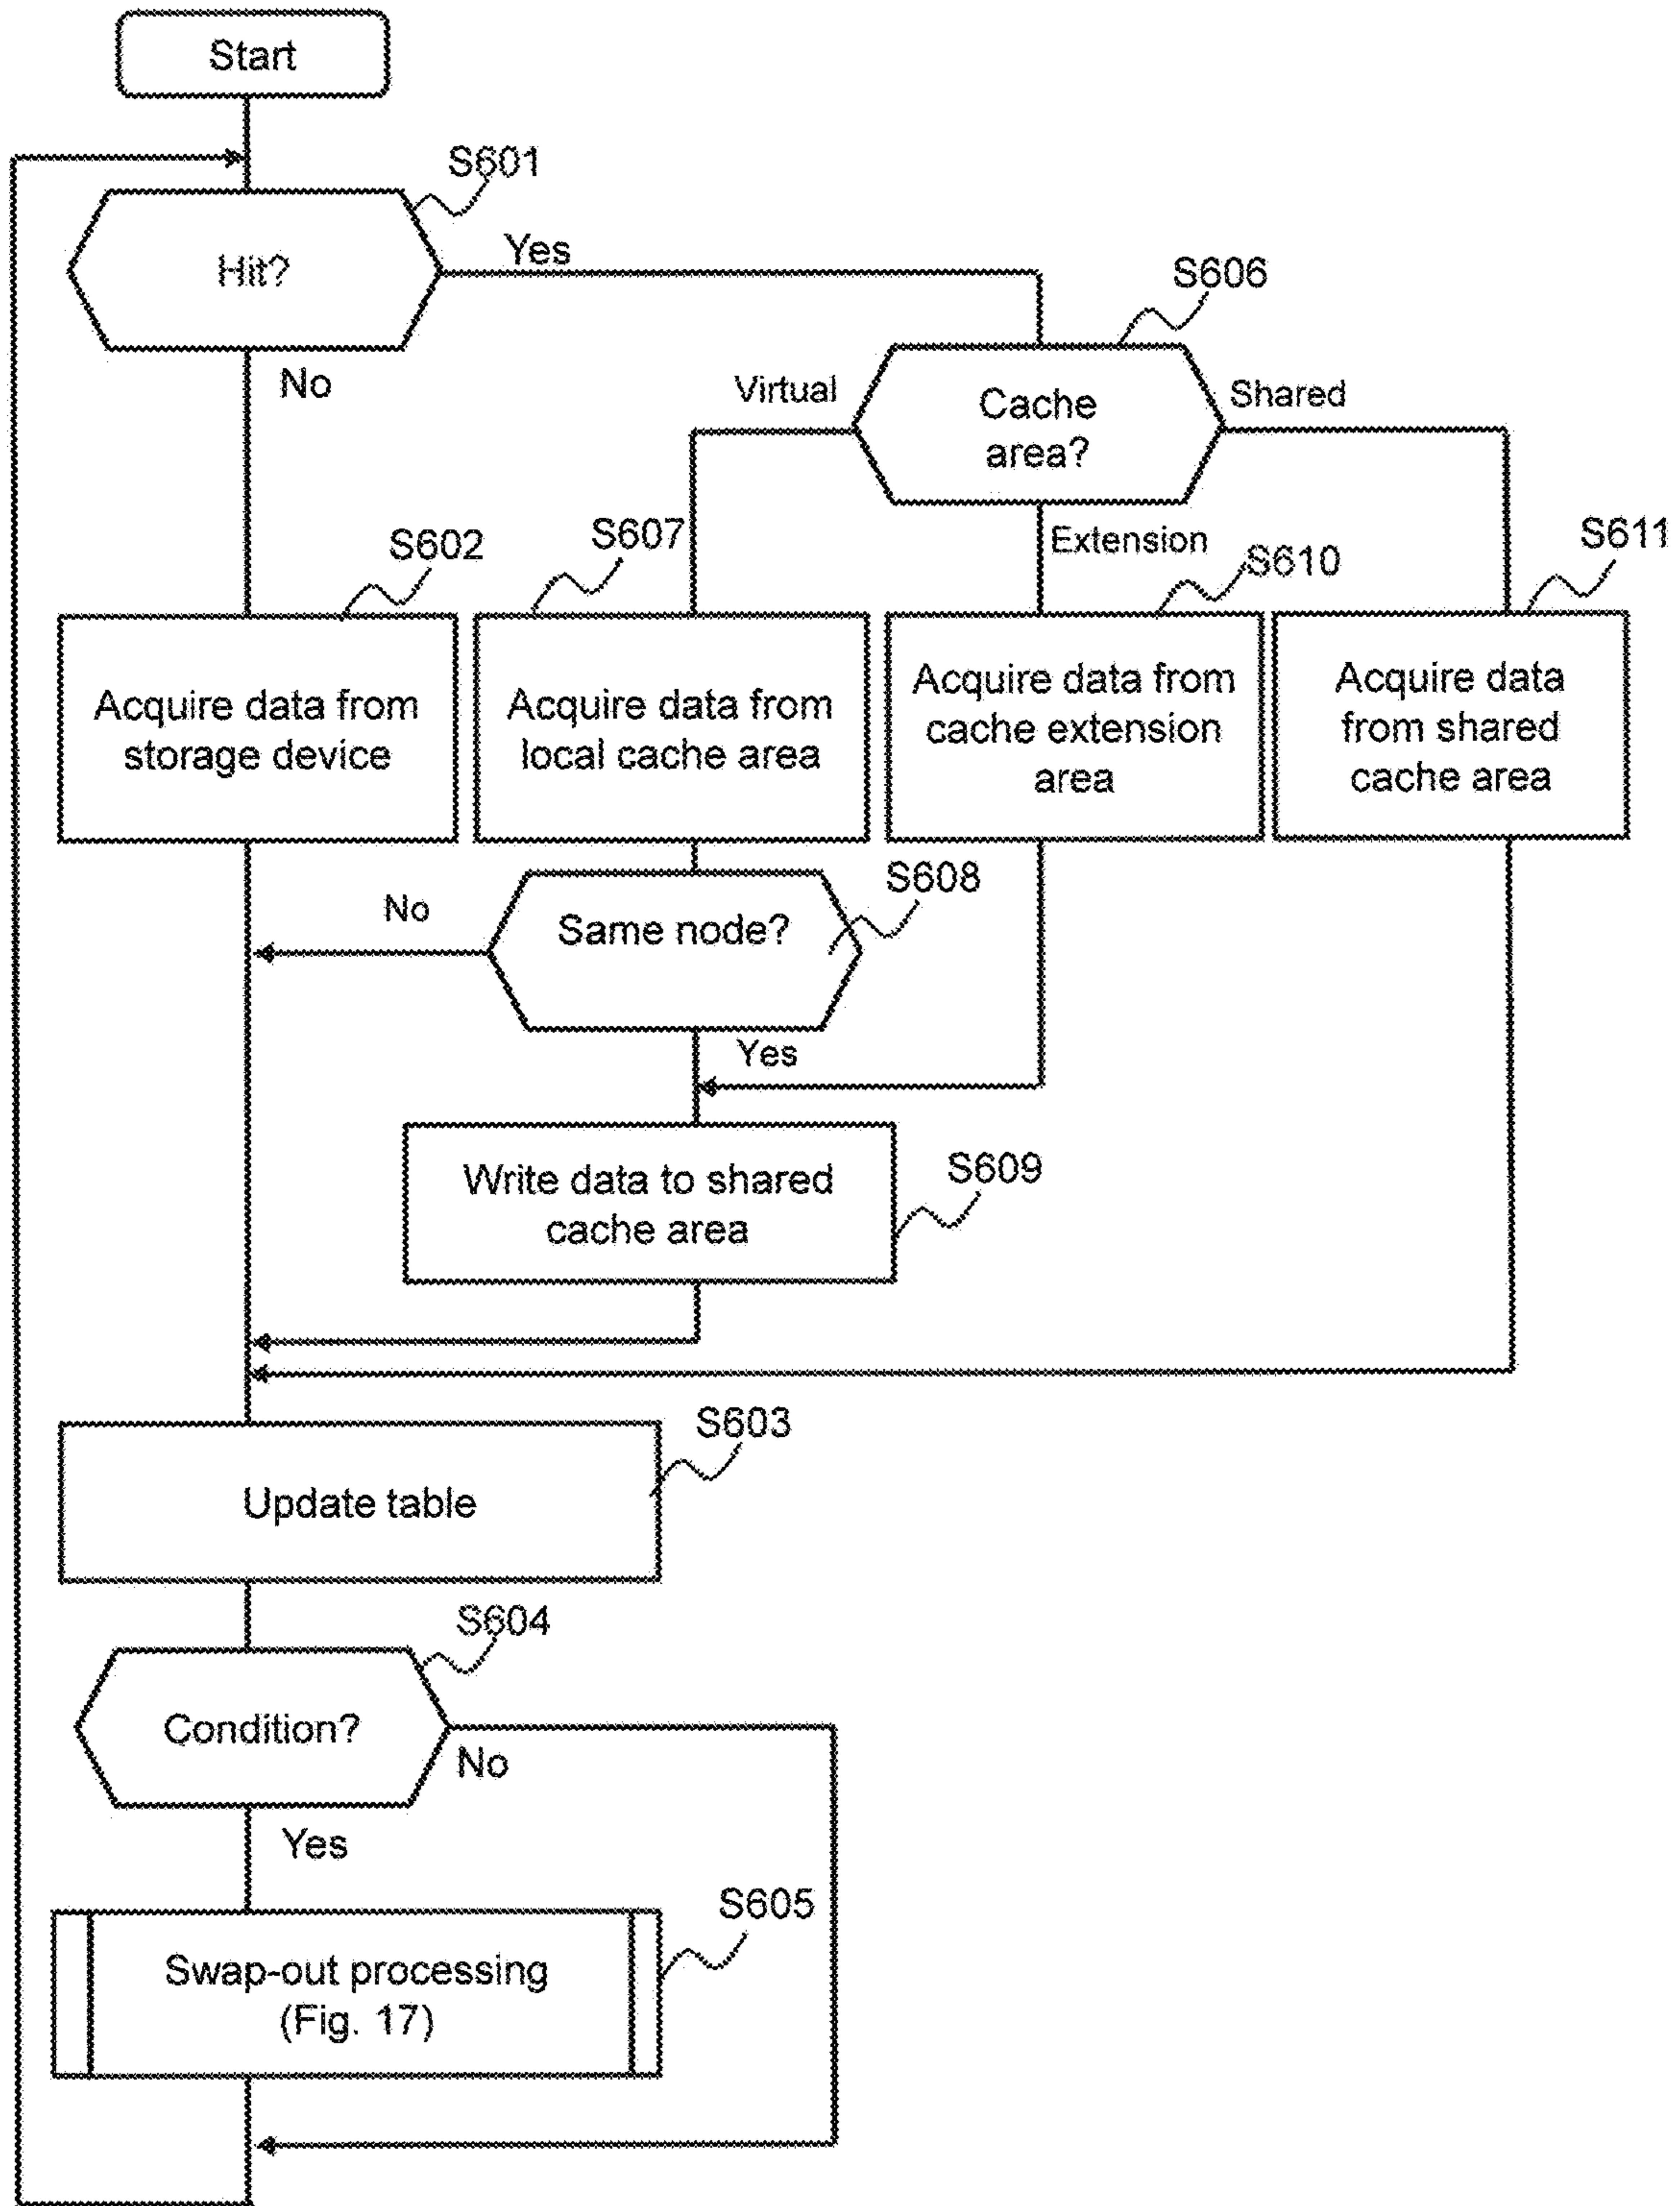 Start
S601
Hit?
Yes
No
S606
Virtual
Cache
area?
Shared
Extension
S602
S607
S610
S611
Acquire data from
storage device
Acquire data from
local cache area
Acquire data from
cache extension
area
Acquire data
from shared
cache area
No
Same node?
S608
Yes
Write data to shared
cache area
S609
S603
Update table
S604
Condition?
No
Yes
S605
Swap-out processing
(Fig. 17)